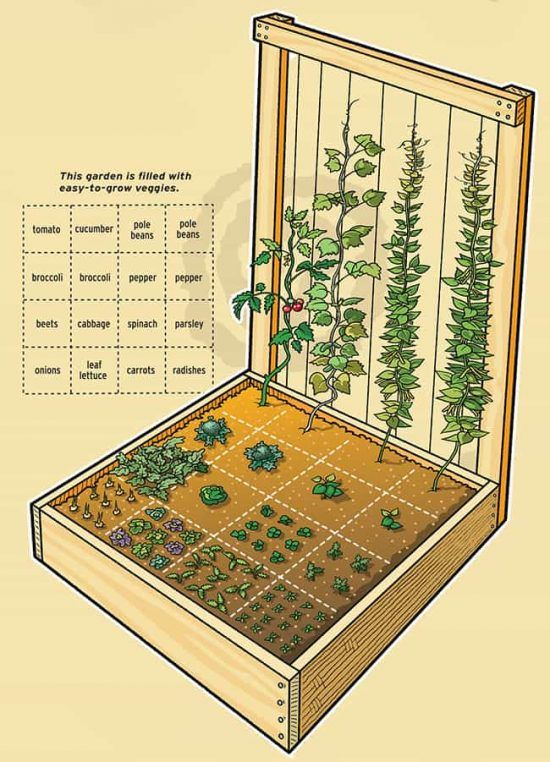 This garden is filled with
easy-to-grow veggies.
tomato cucumber pole beans pole beans
broccoli broccoli pepper pepper
beets cabbage spinach parsley
onions leaf lettuce carrots radishes